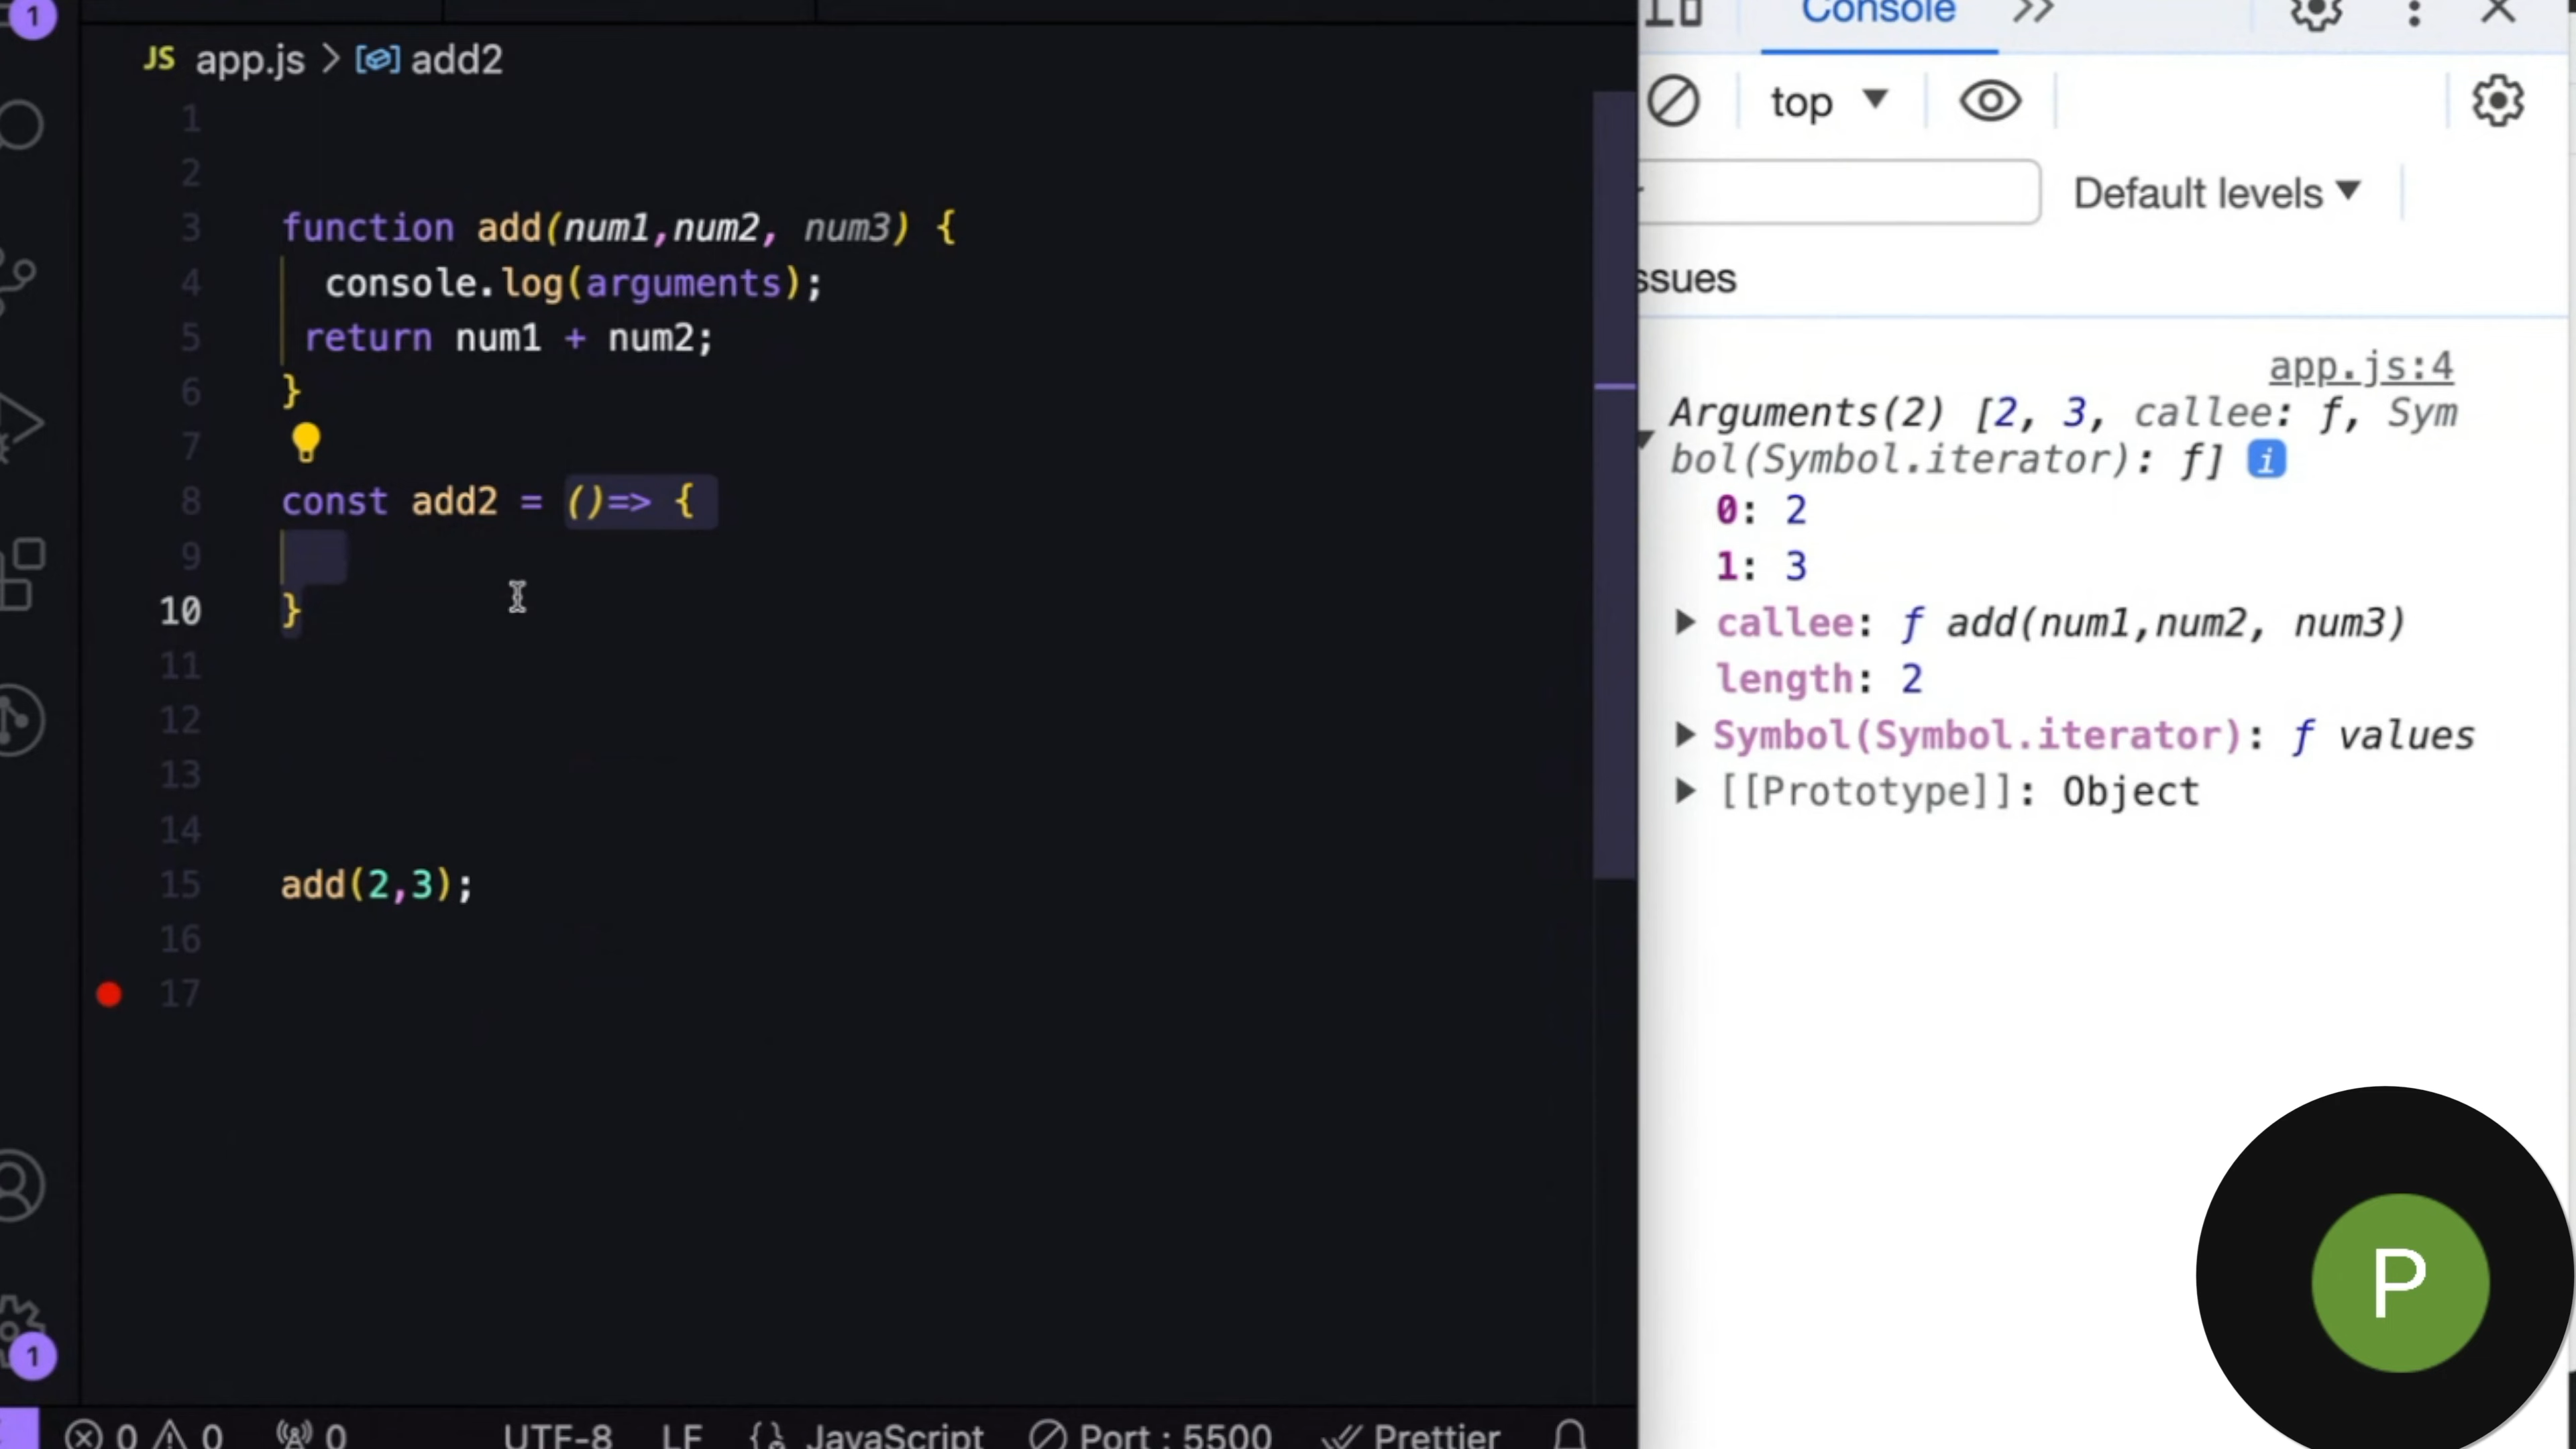 1
JS app.js > add2
1
2
3 function add(num1,num2, num3) {
4 console.log(arguments);
5 return num1 + num2;
6 }
7
8 const add2 = ()=> {
9
10 }
11
12
13
14
15 add(2,3);
16
17
1
0 0 0 UTF-8 LF {} JavaScript Port : 5500 Prettier
Console >>
top
Default levels
ssues
app.js:4
Arguments(2) [2, 3, callee: ƒ, Sym
bol(Symbol.iterator): ƒ] i
0: 2
1: 3
callee: ƒ add(num1,num2, num3)
length: 2
Symbol(Symbol.iterator): ƒ values
[[Prototype]]: Object
P